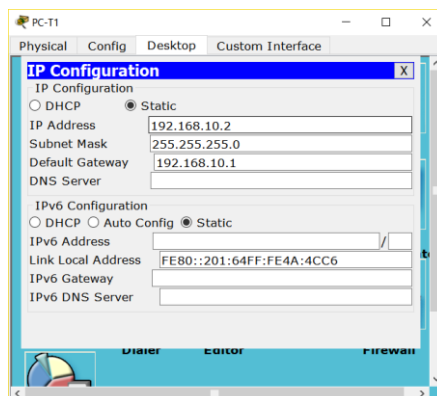 PC-T1
Physical Config Desktop Custom Interface
IP Configuration X
IP Configuration
DHCP Static
IP Address 192.168.10.2
Subnet Mask 255.255.255.0
Default Gateway 192.168.10.1
DNS Server
IPv6 Configuration
DHCP Auto Config Static
IPv6 Address /
Link Local Address FE80::201:64FF:FE4A:4CC6
IPv6 Gateway
IPv6 DNS Server
Dialer Editor Firewall